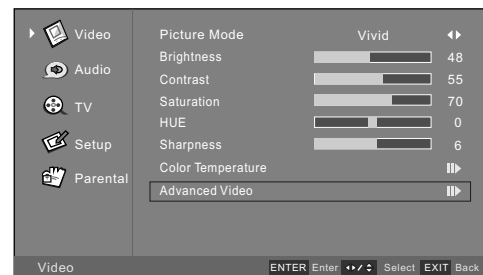 Video
Audio
TV
Setup
Parental
Picture Mode Vivid
Brightness 48
Contrast 55
Saturation 70
HUE 0
Sharpness 6
Color Temperature
Advanced Video
Video ENTER Enter Select EXIT Back